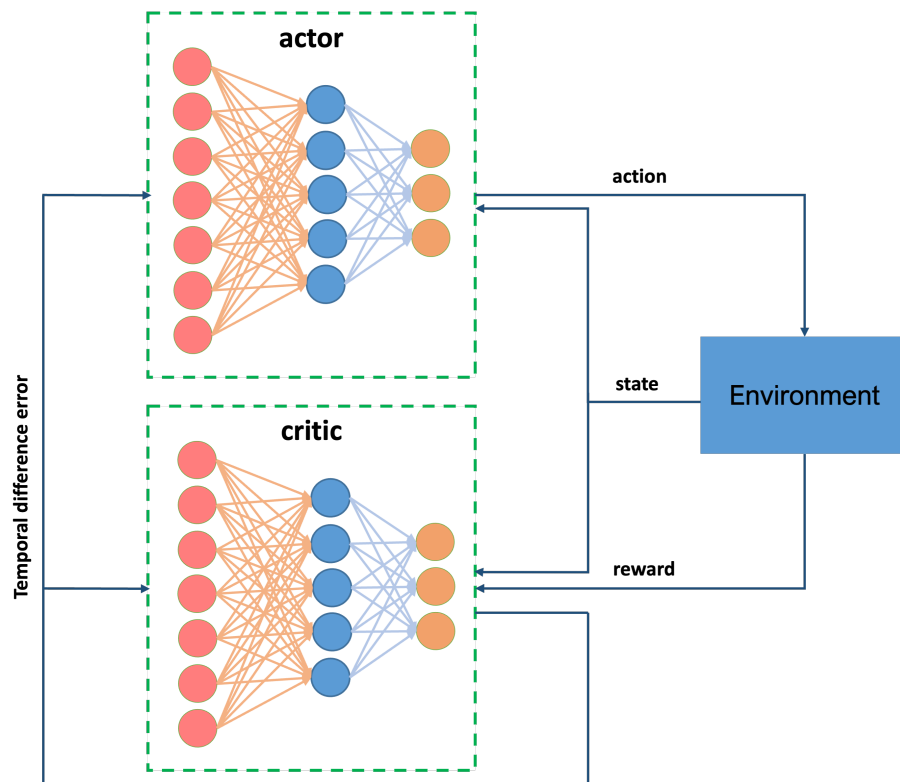 actor
action
Temporal difference error
state
Environment
critic
reward